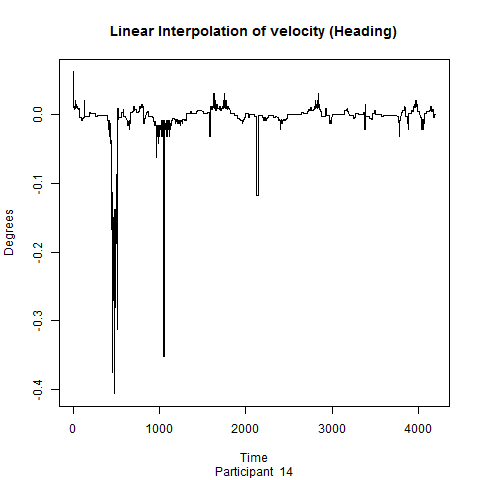 Linear Interpolation of velocity (Heading)
0.0
-0.1
-0.2
-0.3
-0.4
Degrees
0 1000 2000 3000 4000
Time
Participant 14